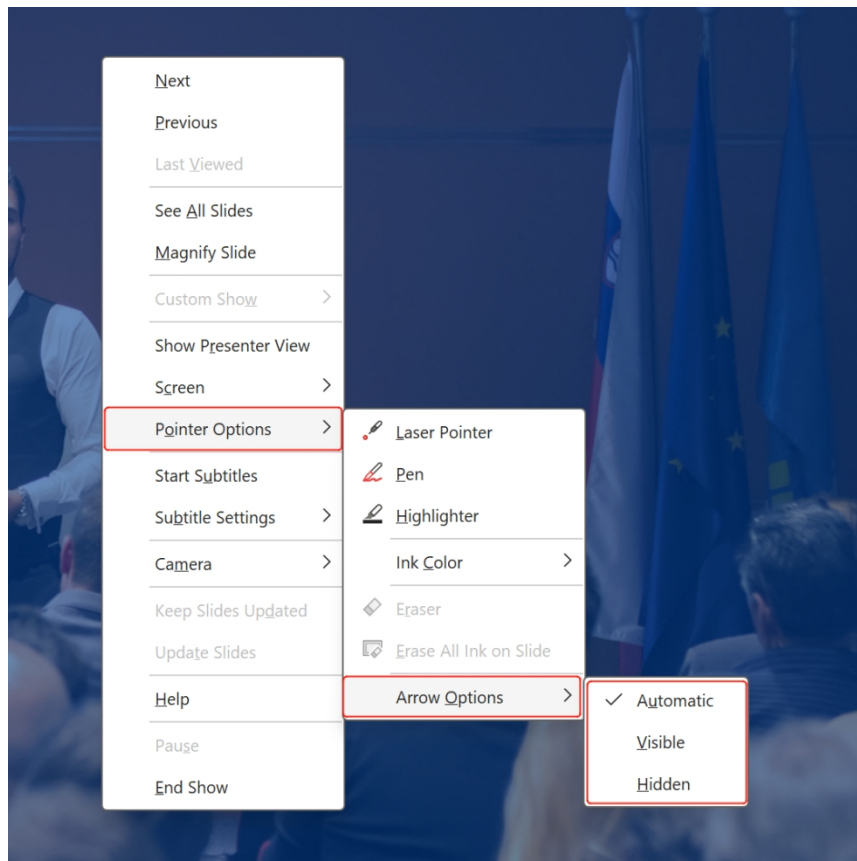 Next
Previous
Last Viewed
See All Slides
Magnify Slide
Custom Show
Show Presenter View
Screen
Pointer Options
Start Subtitles
Subtitle Settings
Camera
Keep Slides Updated
Update Slides
Help
Pause
End Show
Laser Pointer
Pen
Highlighter
Ink Color
Eraser
Erase All Ink on Slide
Arrow Options
Automatic
Visible
Hidden